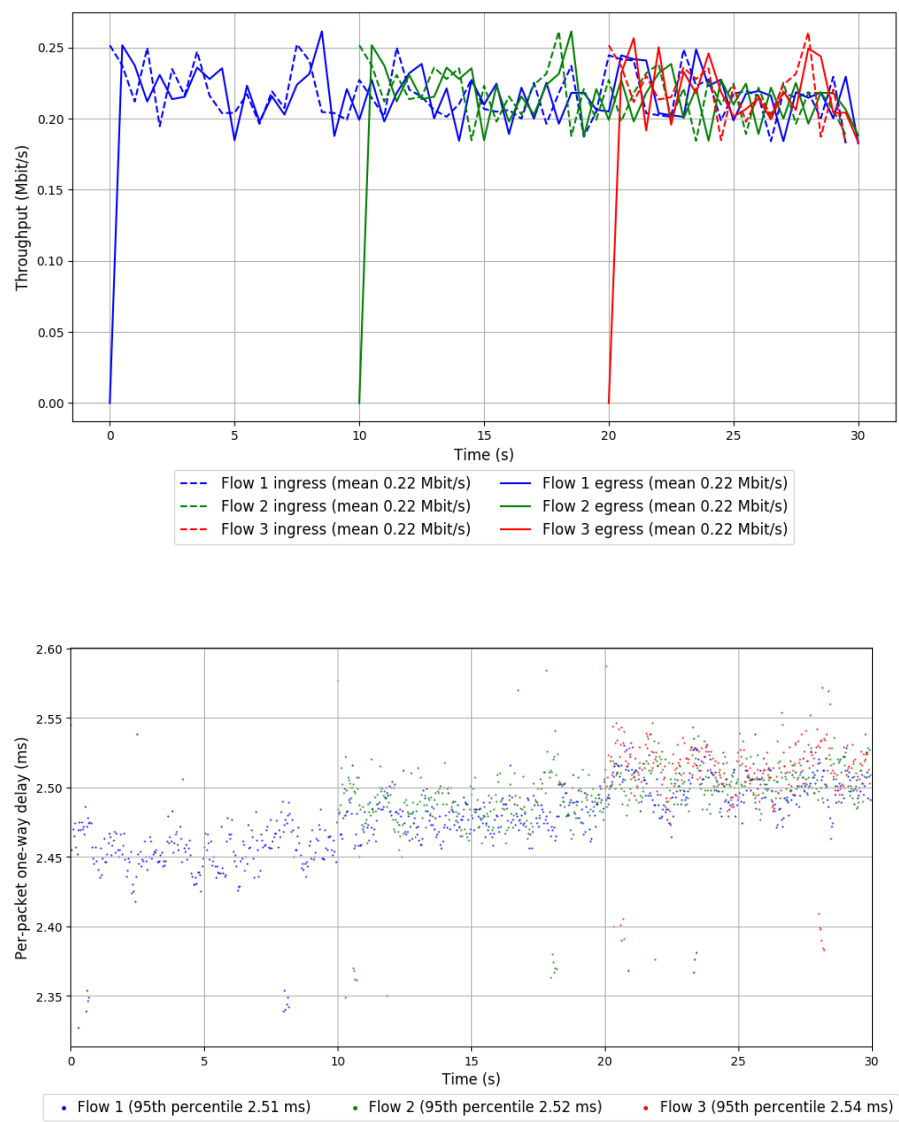 0.25
0.20
0.15
0.10
0.05
0.00
Throughput (Mbit/s)
0 5 10 15 20 25 30
Time (s)
Flow 1 ingress (mean 0.22 Mbit/s) Flow 1 egress (mean 0.22 Mbit/s)
Flow 2 ingress (mean 0.22 Mbit/s) Flow 2 egress (mean 0.22 Mbit/s)
Flow 3 ingress (mean 0.22 Mbit/s) Flow 3 egress (mean 0.22 Mbit/s)
2.60
2.55
2.50
2.45
2.40
2.35
Per-packet one-way delay (ms)
0 5 10 15 20 25 30
Time (s)
Flow 1 (95th percentile 2.51 ms) Flow 2 (95th percentile 2.52 ms) Flow 3 (95th percentile 2.54 ms)